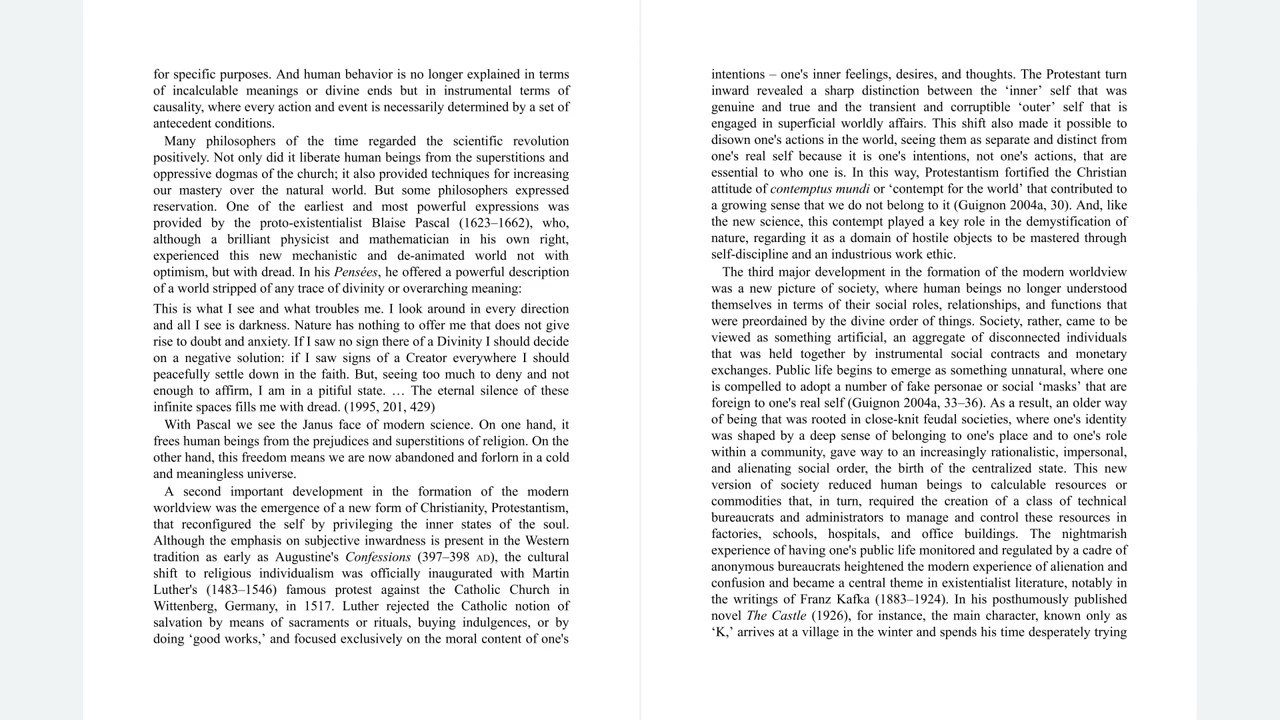 for specific purposes. And human behavior is no longer explained in terms
of incalculable meanings or divine ends but in instrumental terms of
causality, where every action and event is necessarily determined by a set of
antecedent conditions.
Many philosophers of the time regarded the scientific revolution
positively. Not only did it liberate human beings from the superstitions and
oppressive dogmas of the church; it also provided techniques for increasing
our mastery over the natural world. But some philosophers expressed
reservation. One of the earliest and most powerful expressions was
provided by the proto-existentialist Blaise Pascal (1623–1662), who,
although a brilliant physicist and mathematician in his own right,
experienced this new mechanistic and de-animated world not with
optimism, but with dread. In his Pensées, he offered a powerful description
of a world stripped of any trace of divinity or overarching meaning:
This is what I see and what troubles me. I look around in every direction
and all I see is darkness. Nature has nothing to offer me that does not give
rise to doubt and anxiety. If I saw no sign there of a Divinity I should decide
on a negative solution: if I saw signs of a Creator everywhere I should
peacefully settle down in the faith. But, seeing too much to deny and not
enough to affirm, I am in a pitiful state. … The eternal silence of these
infinite spaces fills me with dread. (1995, 201, 429)
With Pascal we see the Janus face of modern science. On one hand, it
frees human beings from the prejudices and superstitions of religion. On the
other hand, this freedom means we are now abandoned and forlorn in a cold
and meaningless universe.
A second important development in the formation of the modern
worldview was the emergence of a new form of Christianity, Protestantism,
that reconfigured the self by privileging the inner states of the soul.
Although the emphasis on subjective inwardness is present in the Western
tradition as early as Augustine's Confessions (397–398 AD), the cultural
shift to religious individualism was officially inaugurated with Martin
Luther's (1483–1546) famous protest against the Catholic Church in
Wittenberg, Germany, in 1517. Luther rejected the Catholic notion of
salvation by means of sacraments or rituals, buying indulgences, or by
doing ‘good works,’ and focused exclusively on the moral content of one's
intentions – one's inner feelings, desires, and thoughts. The Protestant turn
inward revealed a sharp distinction between the ‘inner’ self that was
genuine and true and the transient and corruptible ‘outer’ self that is
engaged in superficial worldly affairs. This shift also made it possible to
disown one's actions in the world, seeing them as separate and distinct from
one's real self because it is one's intentions, not one's actions, that are
essential to who one is. In this way, Protestantism fortified the Christian
attitude of contemptus mundi or ‘contempt for the world’ that contributed to
a growing sense that we do not belong to it (Guignon 2004a, 30). And, like
the new science, this contempt played a key role in the demystification of
nature, regarding it as a domain of hostile objects to be mastered through
self-discipline and an industrious work ethic.
The third major development in the formation of the modern worldview
was a new picture of society, where human beings no longer understood
themselves in terms of their social roles, relationships, and functions that
were preordained by the divine order of things. Society, rather, came to be
viewed as something artificial, an aggregate of disconnected individuals
that was held together by instrumental social contracts and monetary
exchanges. Public life begins to emerge as something unnatural, where one
is compelled to adopt a number of fake personae or social ‘masks’ that are
foreign to one's real self (Guignon 2004a, 33–36). As a result, an older way
of being that was rooted in close-knit feudal societies, where one's identity
was shaped by a deep sense of belonging to one's place and to one's role
within a community, gave way to an increasingly rationalistic, impersonal,
and alienating social order, the birth of the centralized state. This new
version of society reduced human beings to calculable resources or
commodities that, in turn, required the creation of a class of technical
bureaucrats and administrators to manage and control these resources in
factories, schools, hospitals, and office buildings. The nightmarish
experience of having one's public life monitored and regulated by a cadre of
anonymous bureaucrats heightened the modern experience of alienation and
confusion and became a central theme in existentialist literature, notably in
the writings of Franz Kafka (1883–1924). In his posthumously published
novel The Castle (1926), for instance, the main character, known only as
‘K,’ arrives at a village in the winter and spends his time desperately trying